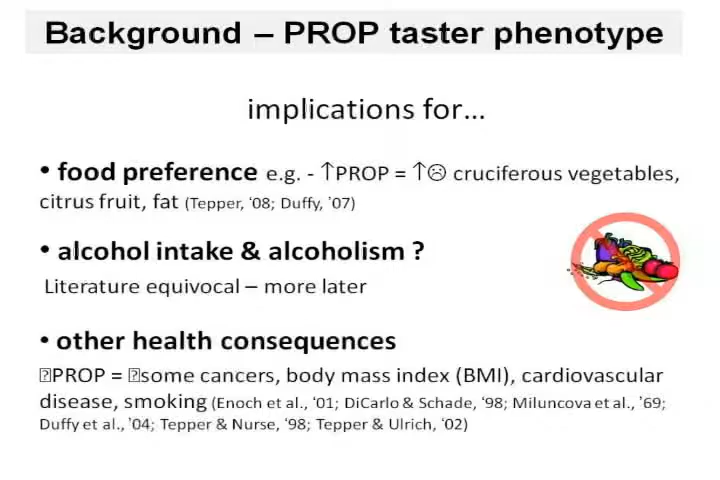 Background – PROP taster phenotype
implications for...
• food preference e.g. - ↑PROP = ↑☹ cruciferous vegetables,
citrus fruit, fat (Tepper, ‘08; Duffy, ’07)
• alcohol intake & alcoholism ?
Literature equivocal – more later
• other health consequences
⍰PROP = ⍰some cancers, body mass index (BMI), cardiovascular
disease, smoking (Enoch et al., ‘01; DiCarlo & Schade, ‘98; Miluncova et al., ’69;
Duffy et al., ’04; Tepper & Nurse, ‘98; Tepper & Ulrich, ‘02)